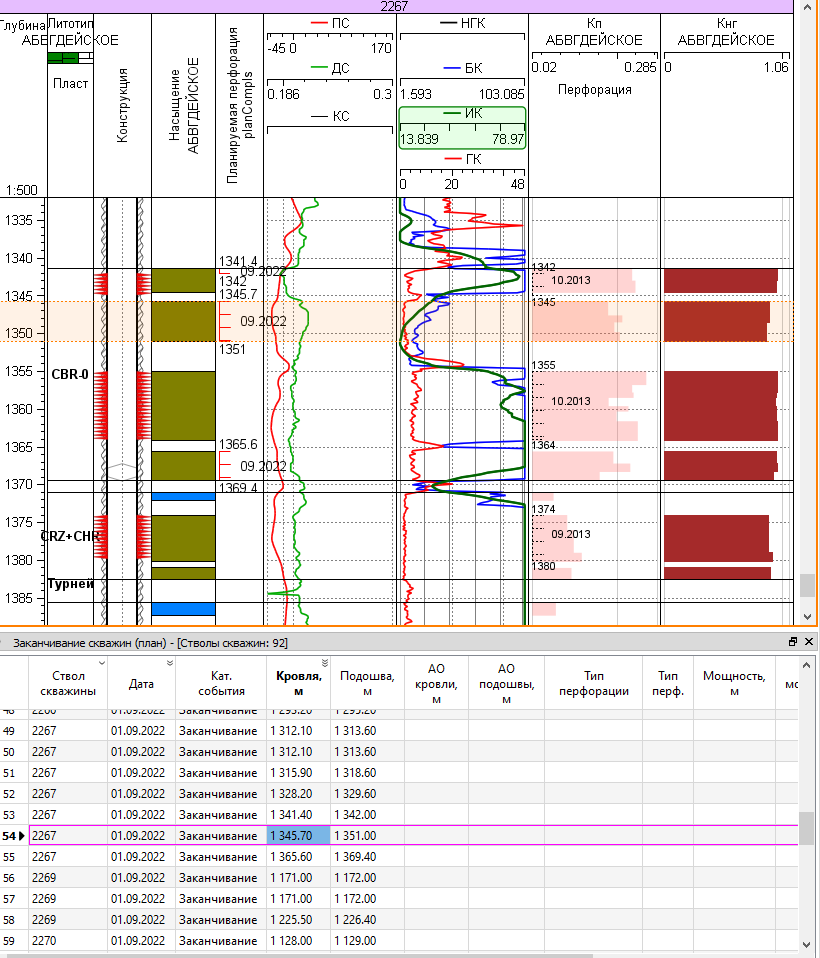 2267
Глубина
Литотип
АБВГДЕЙСКОЕ
Пласт
Конструкция
Насыщение
АБВГДЕЙСКОЕ
Планируемая перфорация
planCompls
ПС
-45 0 170
ДС
0.186 0.3
КС
НГК
БК
1.593 103.085
ИК
13.839 78.97
ГК
0 20 48
Кп
АБВГДЕЙСКОЕ
0.02 0.285
Перфорация
Кнг
АБВГДЕЙСКОЕ
0 1.06
1:500
1335
1340
1345
1350
1355
1360
1365
1370
1375
1380
1385
CBR-0
CRZ+CHR
Турней
1341.4
09.2022
1342
1345.7
09.2022
1351
1365.6
09.2022
1369.4
1342
10.2013
1345
1355
10.2013
1364
1374
09.2013
1380
Заканчивание скважин (план) - [Стволы скважин: 92]
Ствол скважины Дата Кат. события Кровля, м Подошва, м АО кровли, м АО подошвы, м Тип перфорации Тип перф. Мощность, м
48 2266 01.09.2022 Заканчивание 1 293.20 1 295.20
49 2267 01.09.2022 Заканчивание 1 312.10 1 313.60
50 2267 01.09.2022 Заканчивание 1 312.10 1 313.60
51 2267 01.09.2022 Заканчивание 1 315.90 1 318.60
52 2267 01.09.2022 Заканчивание 1 328.20 1 329.60
53 2267 01.09.2022 Заканчивание 1 341.40 1 342.00
54 2267 01.09.2022 Заканчивание 1 345.70 1 351.00
55 2267 01.09.2022 Заканчивание 1 365.60 1 369.40
56 2269 01.09.2022 Заканчивание 1 171.00 1 172.00
57 2269 01.09.2022 Заканчивание 1 171.00 1 172.00
58 2269 01.09.2022 Заканчивание 1 225.50 1 226.40
59 2270 01.09.2022 Заканчивание 1 128.00 1 129.00